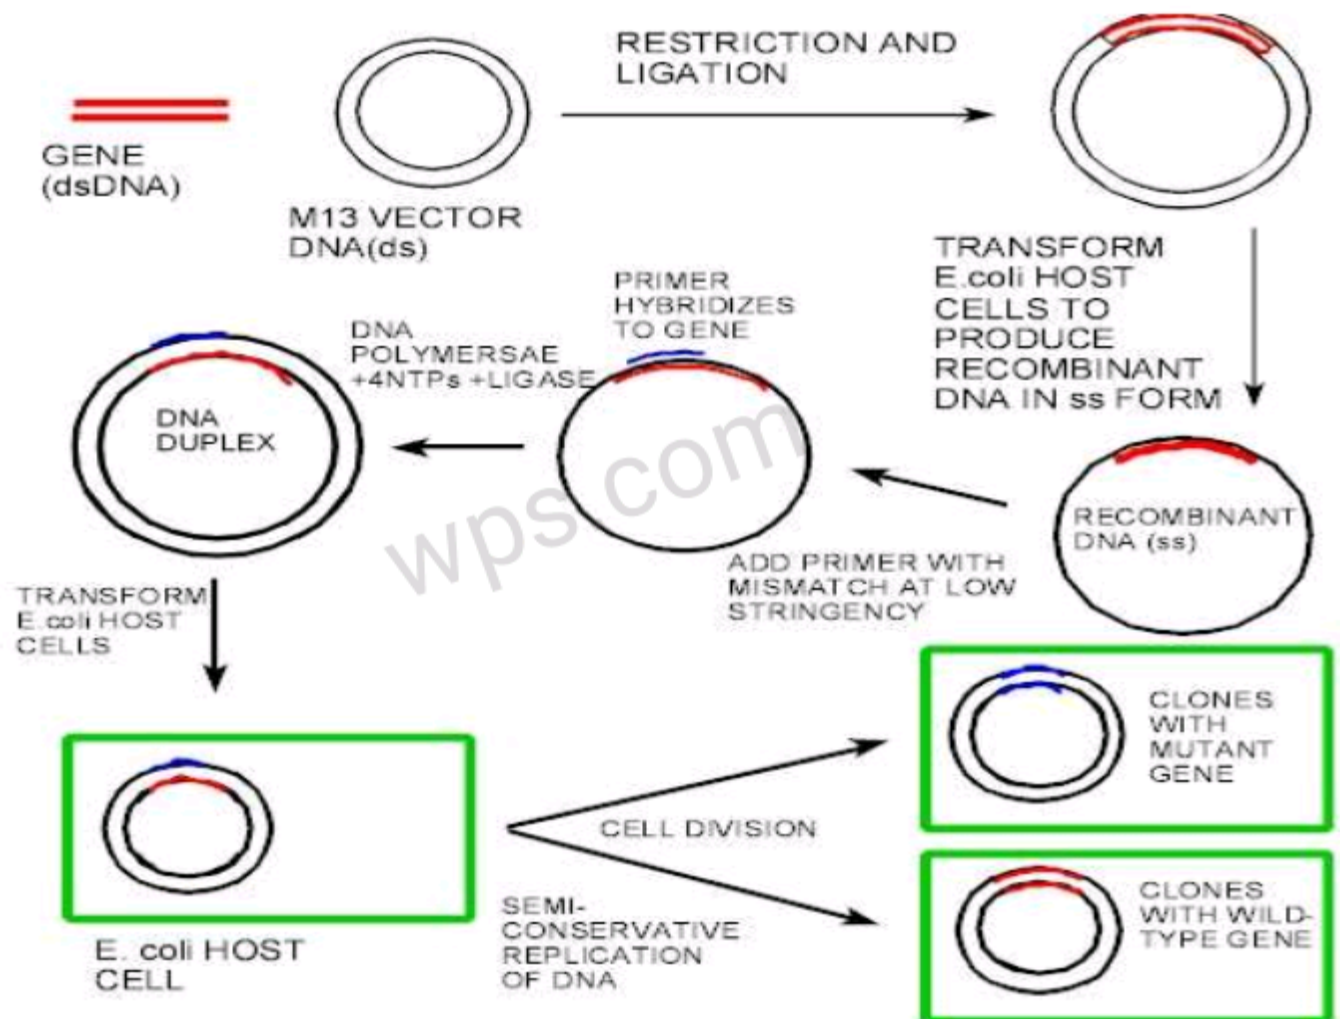 RESTRICTION AND
LIGATION
GENE
(dsDNA)
M13 VECTOR
DNA(ds)
TRANSFORM
E.coli HOST
CELLS TO
PRODUCE
RECOMBINANT
DNA IN ss FORM
RECOMBINANT
DNA (ss)
ADD PRIMER WITH
MISMATCH AT LOW
STRINGENCY
PRIMER
HYBRIDIZES
TO GENE
DNA
POLYMERSAE
+4NTPs +LIGASE
DNA
DUPLEX
TRANSFORM
E.coli HOST
CELLS
E. coli HOST
CELL
CELL DIVISION
SEMI-
CONSERVATIVE
REPLICATION
OF DNA
CLONES
WITH
MUTANT
GENE
CLONES
WITH WILD-
TYPE GENE
wps.com